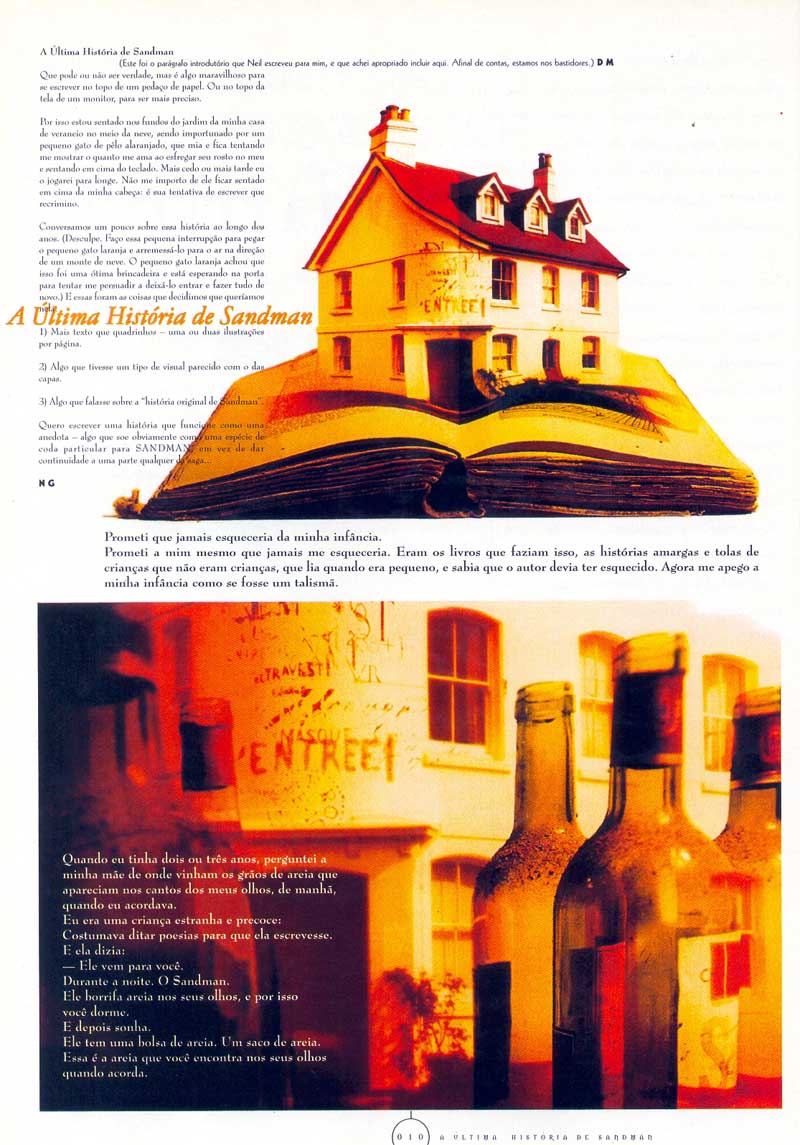 A Última História de Sandman
(Este foi o parágrafo introdutório que Neil escreveu para mim, e que achei apropriado incluir aqui. Afinal de contas, estamos nos bastidores.) D M
Que pode ou não ser verdade, mas é algo maravilhoso para
se escrever no topo de um pedaço de papel. Ou no topo da
tela de um monitor, para ser mais preciso.
Por isso estou sentado nos fundos do jardim da minha casa
de veraneio no meio da neve, sendo importunado por um
pequeno gato de pêlo alaranjado, que mia e fica tentando
me mostrar o quanto me ama ao esfregar seu rosto no meu
e sentando em cima do teclado. Mais cedo ou mais tarde eu
o jogarei para longe. Não me importo de ele ficar sentado
em cima da minha cabeça: é sua tentativa de escrever que
recrimino.
Conversamos um pouco sobre essa história ao longo dos
anos. (Desculpe. Faço essa pequena interrupção para pegar
o pequeno gato laranja e arremessá-lo para o ar na direção
de um monte de neve. O pequeno gato laranja achou que
isso foi uma ótima brincadeira e está esperando na porta
para tentar me persuadir a deixá-lo entrar e fazer tudo de
novo.) E essas foram as coisas que decidimos que queríamos
A Última História de Sandman
1) Mais texto que quadrinhos – uma ou duas ilustrações
por página.
2) Algo que tivesse um tipo de visual parecido com o das
capas.
3) Algo que falasse sobre a “história original de Sandman”.
Quero escrever uma história que funcione como uma
anedota – algo que soe obviamente como uma espécie de
coda particular para SANDMAN, em vez de dar
continuidade a uma parte qualquer da saga...
N G
ENTREE
Prometi que jamais esqueceria da minha infância.
Prometi a mim mesmo que jamais me esqueceria. Eram os livros que faziam isso, as histórias amargas e tolas de
crianças que não eram crianças, que lia quando era pequeno, e sabia que o autor devia ter esquecido. Agora me apego a
minha infância como se fosse um talismã.
TRAVESTI
MASQUE
ENTREE
Quando eu tinha dois ou três anos, perguntei a
minha mãe de onde vinham os grãos de areia que
apareciam nos cantos dos meus olhos, de manhã,
quando eu acordava.
Eu era uma criança estranha e precoce:
Costumava ditar poesias para que ela escrevesse.
E ela dizia:
— Ele vem para você.
Durante a noite. O Sandman.
Ele borrifa areia nos seus olhos, e por isso
você dorme.
E depois sonha.
Ele tem uma bolsa de areia. Um saco de areia.
Essa é a areia que você encontra nos seus olhos
quando acorda.
010 A ÚLTIMA HISTÓRIA DE SANDMAN